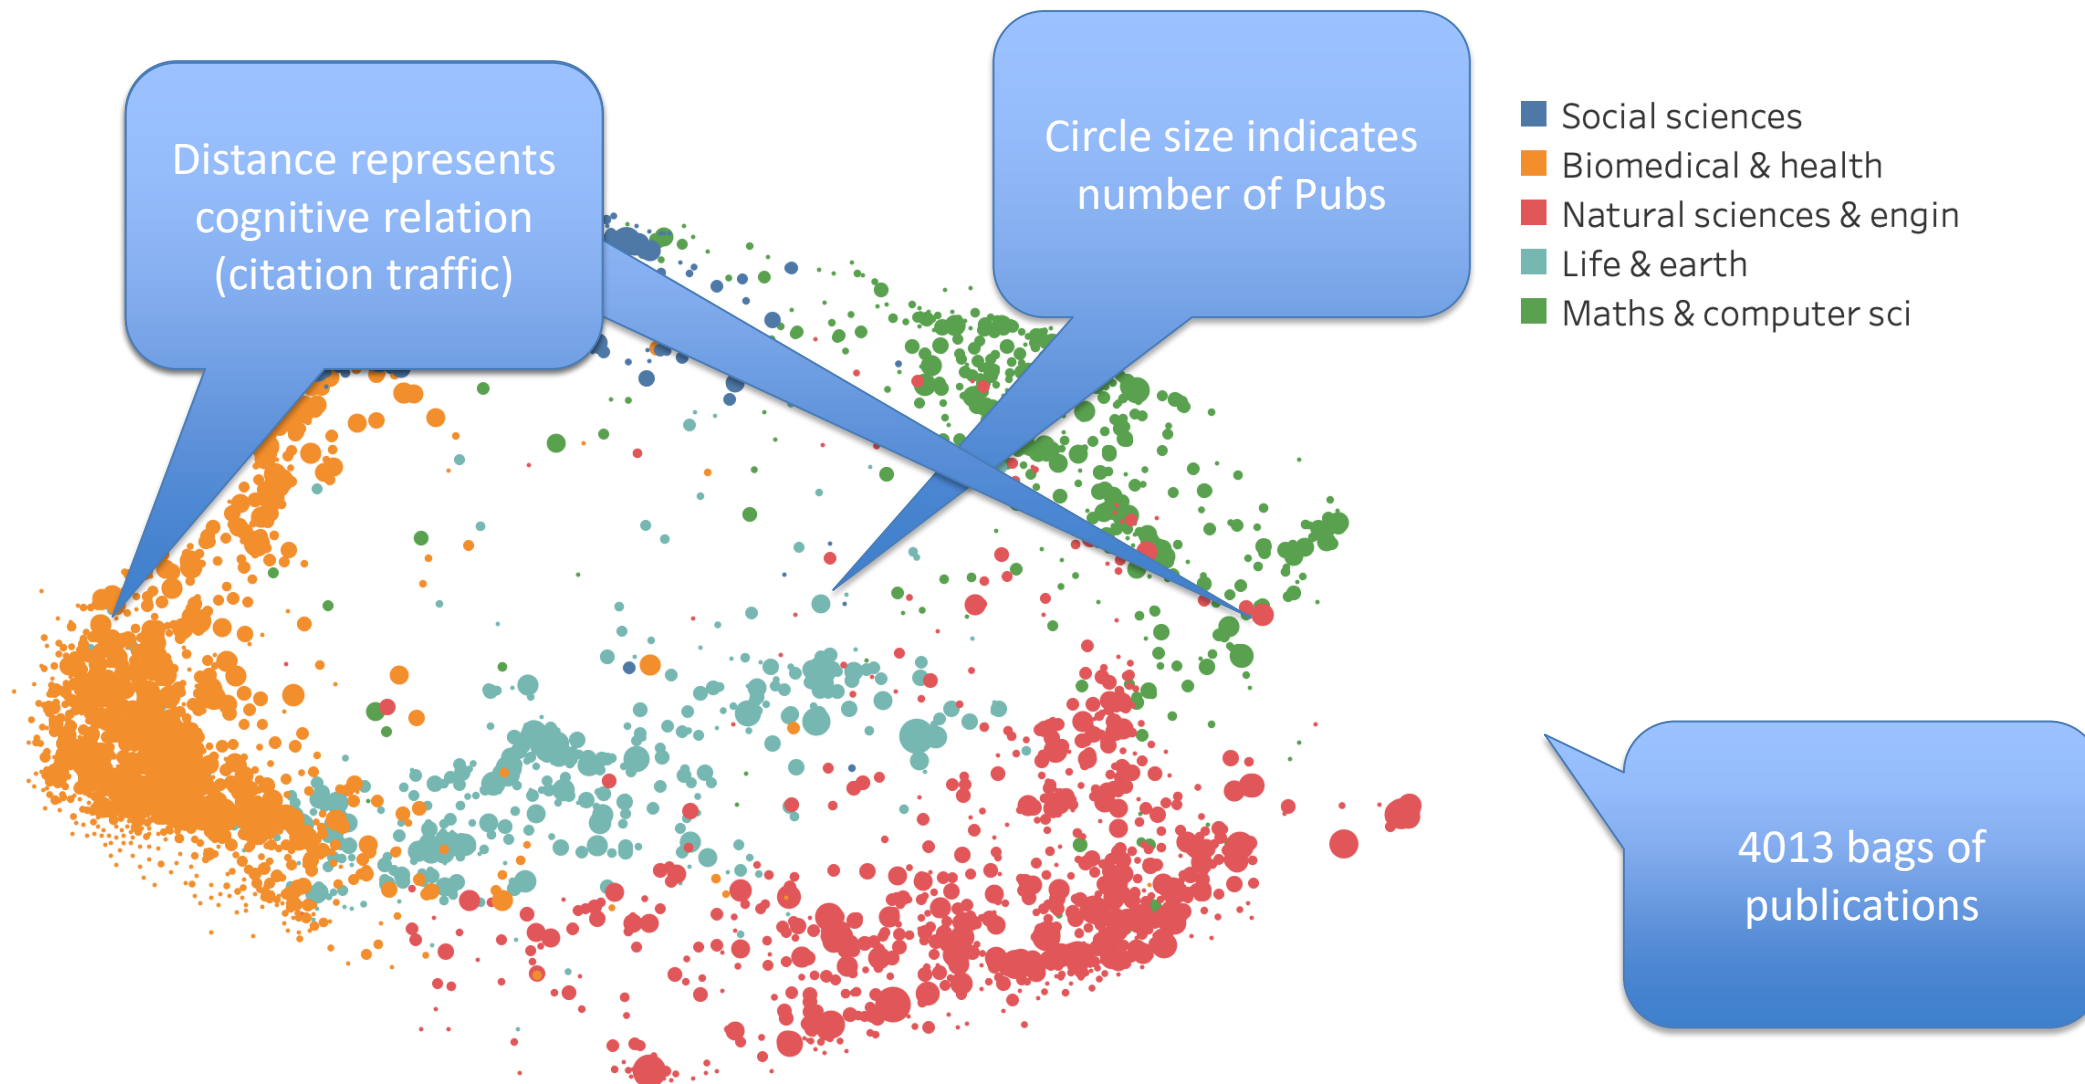 Distance represents
cognitive relation
(citation traffic)
Circle size indicates
number of Pubs
Social sciences
Biomedical & health
Natural sciences & engin
Life & earth
Maths & computer sci
4013 bags of
publications